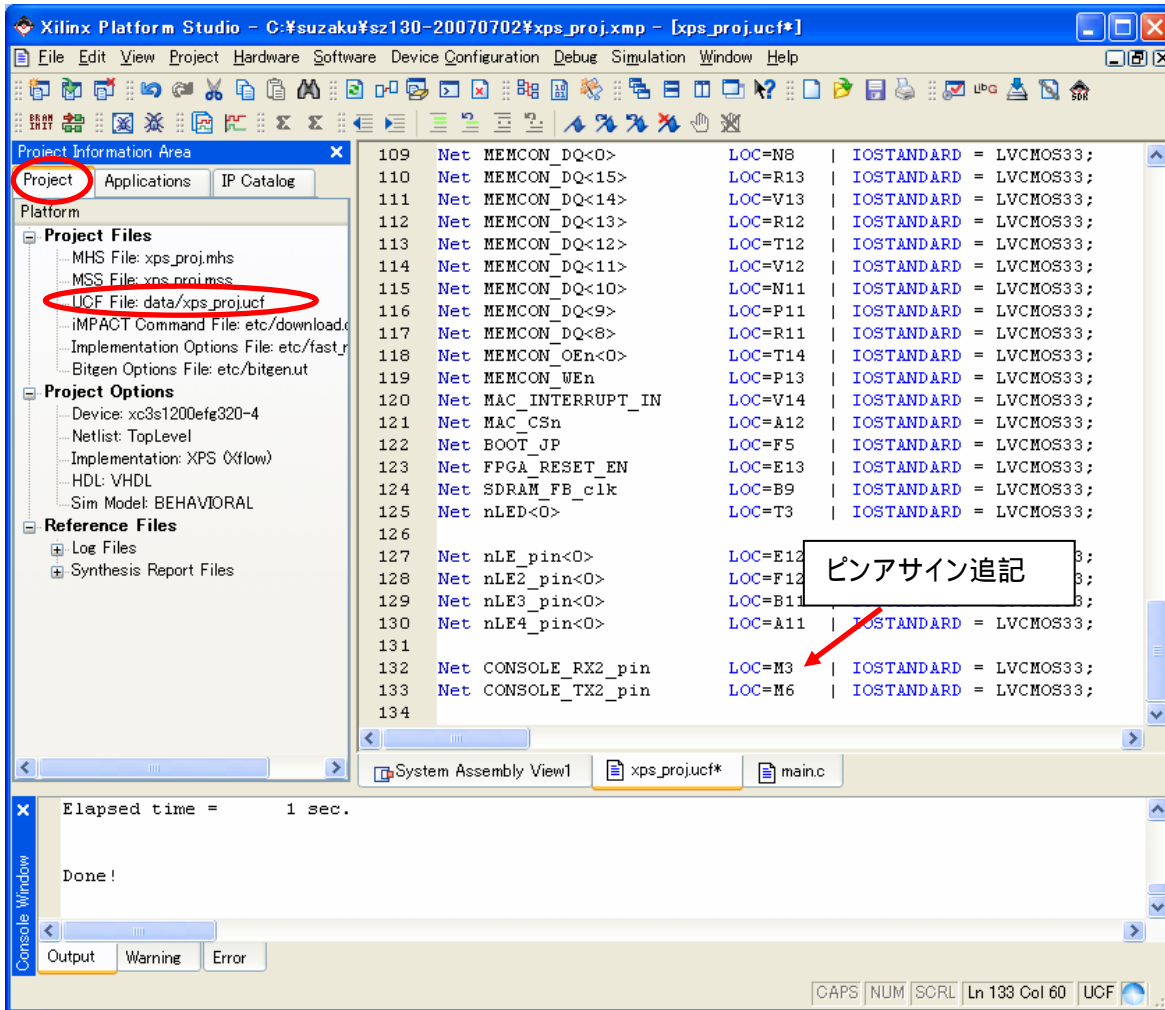 Xilinx Platform Studio - C:¥suzaku¥sz130-20070702¥xps_proj.xmp - [xps_proj.ucf*]
File Edit View Project Hardware Software Device Configuration Debug Simulation Window Help
Project Information Area
Project Applications IP Catalog
Platform
Project Files
MHS File: xps_proj.mhs
MSS File: xps_proj.mss
UCF File: data/xps_proj.ucf
iMPACT Command File: etc/download.c
Implementation Options File: etc/fast_r
Bitgen Options File: etc/bitgen.ut
Project Options
Device: xc3s1200efg320-4
Netlist: TopLevel
Implementation: XPS (Xflow)
HDL: VHDL
Sim Model: BEHAVIORAL
Reference Files
Log Files
Synthesis Report Files
109 Net MEMCON_DQ<0> LOC=N8 | IOSTANDARD = LVCMOS33;
110 Net MEMCON_DQ<15> LOC=R13 | IOSTANDARD = LVCMOS33;
111 Net MEMCON_DQ<14> LOC=V13 | IOSTANDARD = LVCMOS33;
112 Net MEMCON_DQ<13> LOC=R12 | IOSTANDARD = LVCMOS33;
113 Net MEMCON_DQ<12> LOC=T12 | IOSTANDARD = LVCMOS33;
114 Net MEMCON_DQ<11> LOC=V12 | IOSTANDARD = LVCMOS33;
115 Net MEMCON_DQ<10> LOC=N11 | IOSTANDARD = LVCMOS33;
116 Net MEMCON_DQ<9> LOC=P11 | IOSTANDARD = LVCMOS33;
117 Net MEMCON_DQ<8> LOC=R11 | IOSTANDARD = LVCMOS33;
118 Net MEMCON_OEn<0> LOC=T14 | IOSTANDARD = LVCMOS33;
119 Net MEMCON_WEn LOC=P13 | IOSTANDARD = LVCMOS33;
120 Net MAC_INTERRUPT_IN LOC=V14 | IOSTANDARD = LVCMOS33;
121 Net MAC_CSn LOC=A12 | IOSTANDARD = LVCMOS33;
122 Net BOOT_JP LOC=F5 | IOSTANDARD = LVCMOS33;
123 Net FPGA_RESET_EN LOC=E13 | IOSTANDARD = LVCMOS33;
124 Net SDRAM_FB_clk LOC=B9 | IOSTANDARD = LVCMOS33;
125 Net nLED<0> LOC=T3 | IOSTANDARD = LVCMOS33;
126
127 Net nLE_pin<0> LOC=E12 3;
128 Net nLE2_pin<0> LOC=F12 3;
129 Net nLE3_pin<0> LOC=B11 3;
130 Net nLE4_pin<0> LOC=A11 | IOSTANDARD = LVCMOS33;
131
132 Net CONSOLE_RX2_pin LOC=M3 | IOSTANDARD = LVCMOS33;
133 Net CONSOLE_TX2_pin LOC=M6 | IOSTANDARD = LVCMOS33;
134
ピンアサイン追記
System Assembly View1 xps_proj.ucf* main.c
Elapsed time = 1 sec.
Done!
Console Window
Output Warning Error
CAPS NUM SCRL Ln 133 Col 60 UCF